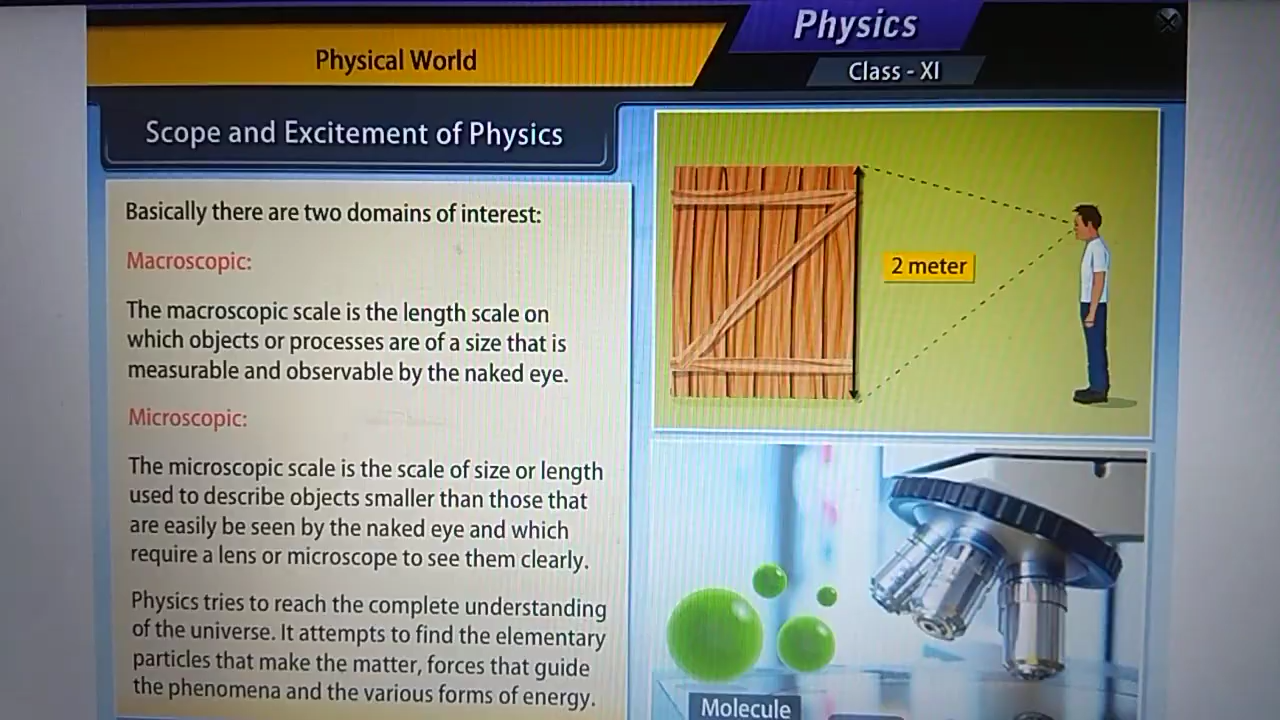 Physics
Physical World
Class - XI
Scope and Excitement of Physics
Basically there are two domains of interest:
Macroscopic:
The macroscopic scale is the length scale on
which objects or processes are of a size that is
measurable and observable by the naked eye.
Microscopic:
The microscopic scale is the scale of size or length
used to describe objects smaller than those that
are easily be seen by the naked eye and which
require a lens or microscope to see them clearly.
Physics tries to reach the complete understanding
of the universe. It attempts to find the elementary
particles that make the matter, forces that guide
the phenomena and the various forms of energy.
2 meter
Molecule